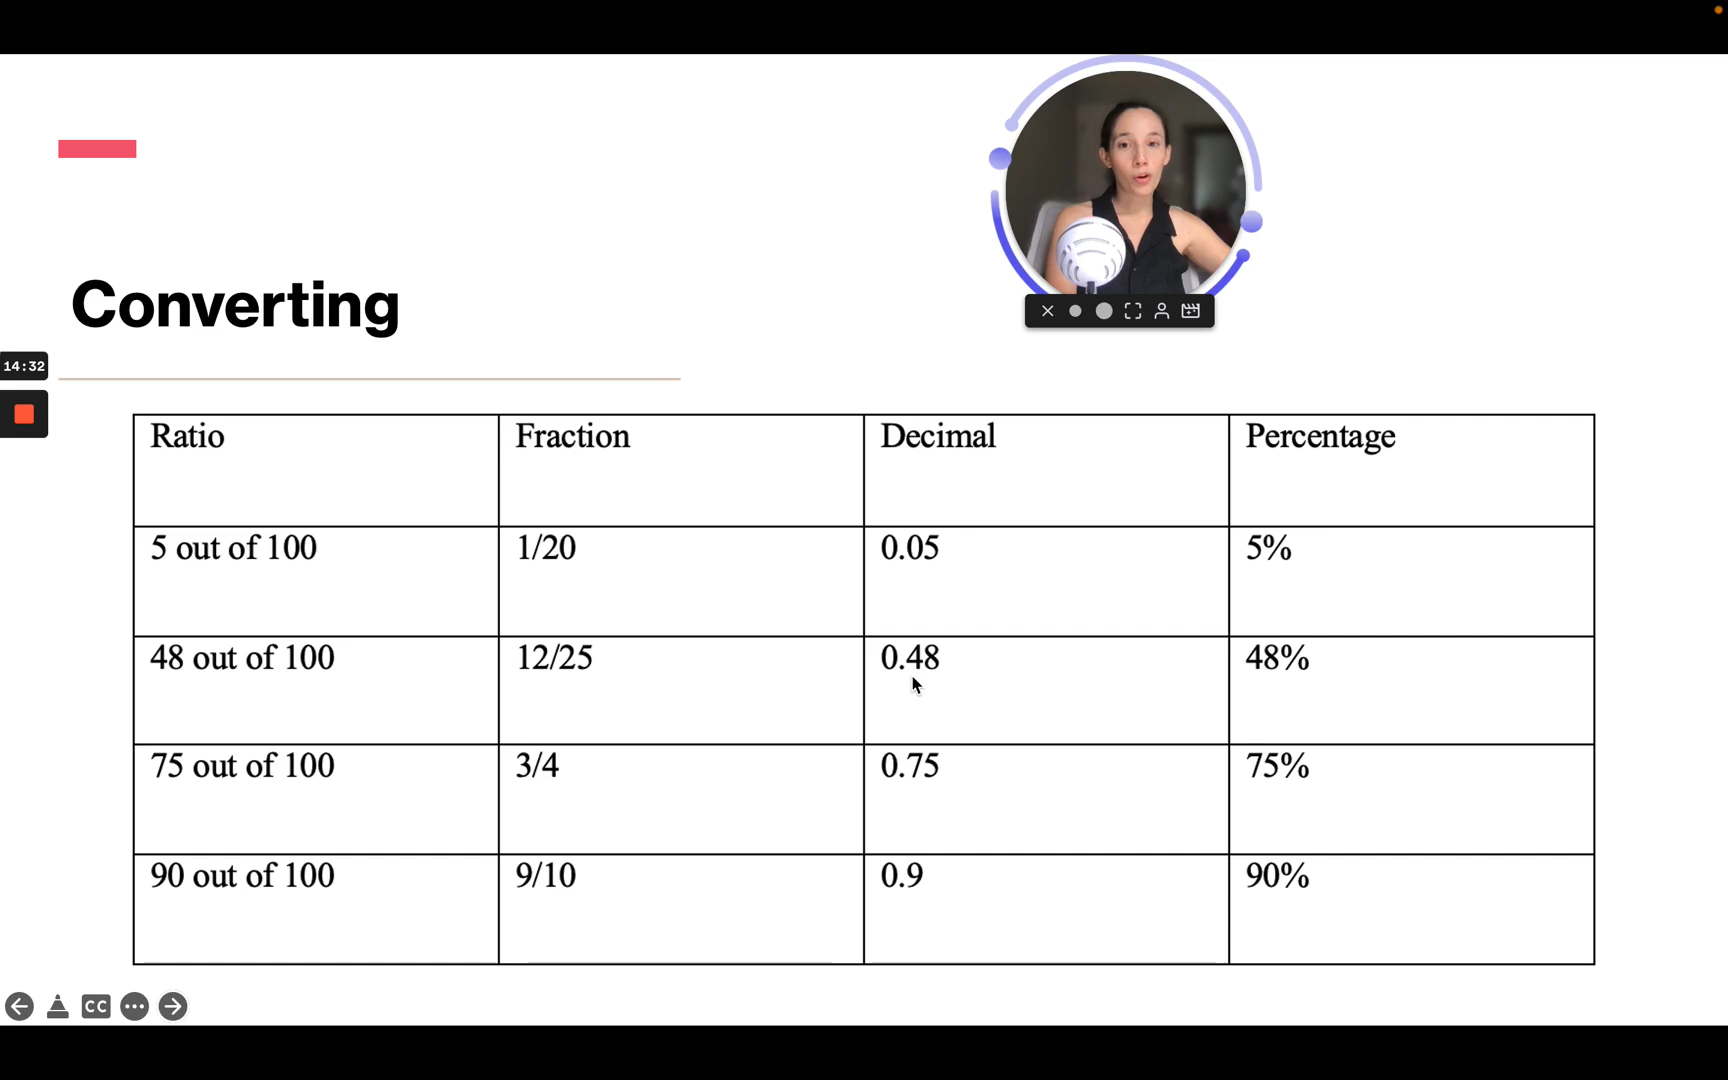 Converting
14:32
Ratio Fraction Decimal Percentage
5 out of 100 1/20 0.05 5%
48 out of 100 12/25 0.48 48%
75 out of 100 3/4 0.75 75%
90 out of 100 9/10 0.9 90%
CC